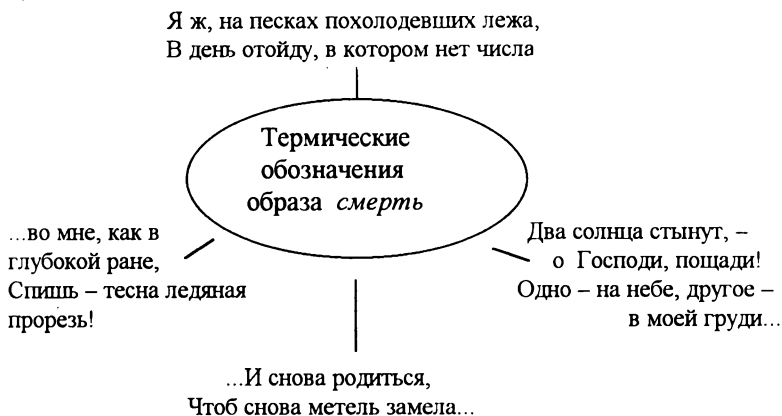 Я ж, на песках похолодевших лежа,
В день отойду, в котором нет числа
Термические
обозначения
образа смерть
...во мне, как в
глубокой ране,
Спишь – тесна ледяная
прорезь!
Два солнца стынут, –
о Господи, пощади!
Одно – на небе, другое –
в моей груди...
...И снова родиться,
Чтоб снова метель замела...